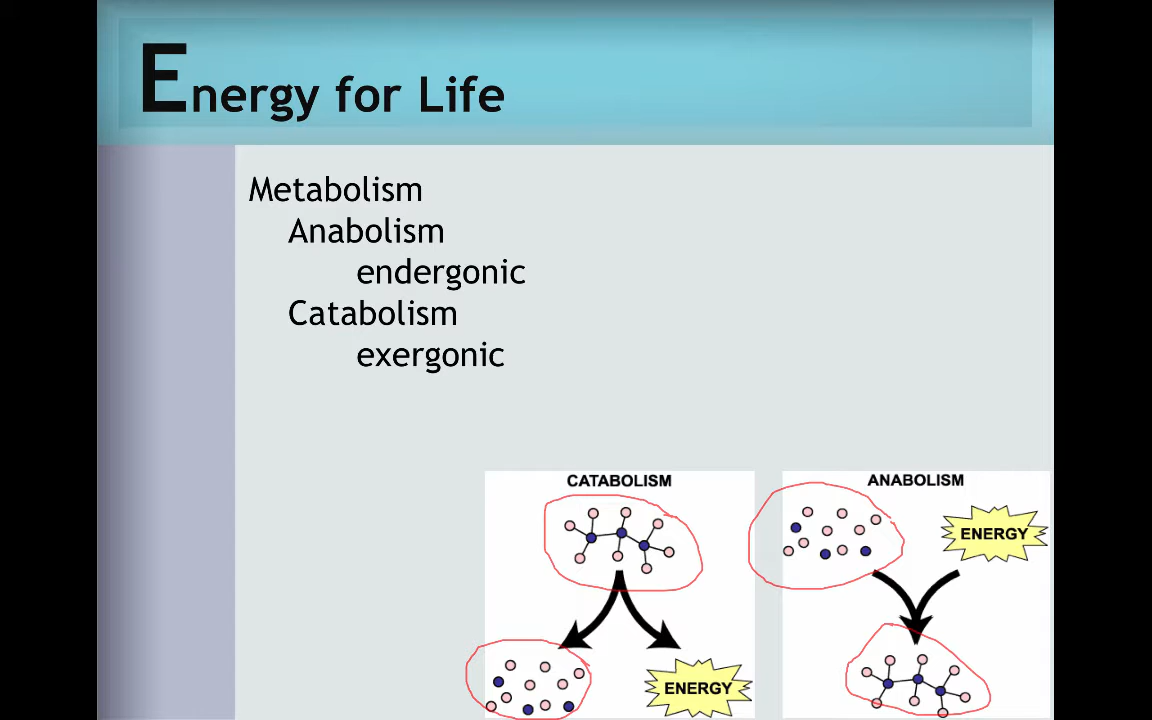 Energy for Life
Metabolism
Anabolism
endergonic
Catabolism
exergonic
CATABOLISM
ENERGY
ANABOLISM
ENERGY